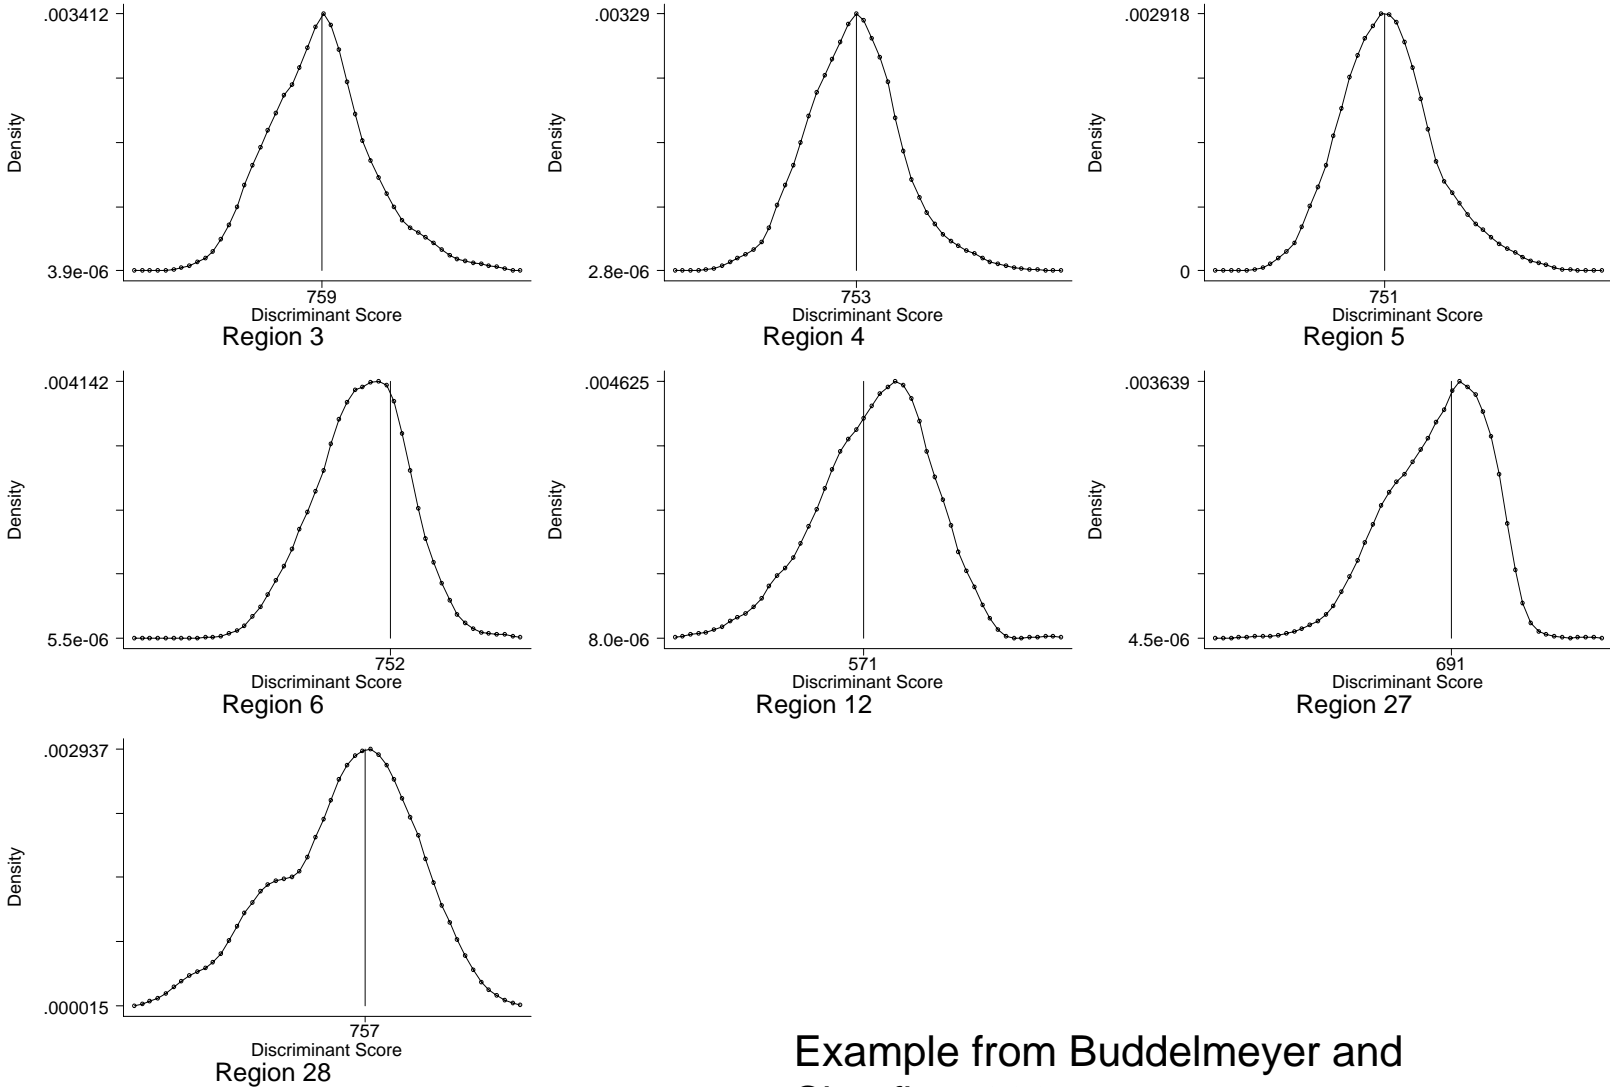 .003412
Density
3.9e-06
759
Discriminant Score
Region 3
.00329
Density
2.8e-06
753
Discriminant Score
Region 4
.002918
Density
0
751
Discriminant Score
Region 5
.004142
Density
5.5e-06
752
Discriminant Score
Region 6
.004625
Density
8.0e-06
571
Discriminant Score
Region 12
.003639
Density
4.5e-06
691
Discriminant Score
Region 27
.002937
Density
.000015
757
Discriminant Score
Region 28
Example from Buddelmeyer and